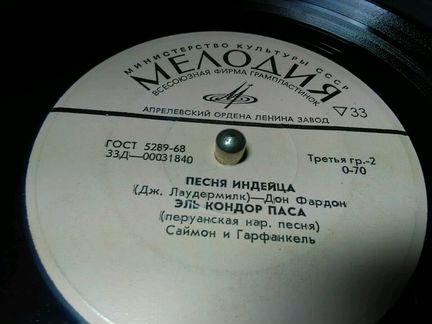 МИНИСТЕРСТВО КУЛЬТУРЫ СССР
МЕЛОДИЯ
ВСЕСОЮЗНАЯ ФИРМА ГРАМПЛАСТИНОК
АПРЕЛЕВСКИЙ ОРДЕНА ЛЕНИНА ЗАВОД
▽33
ГОСТ 5289-68
33Д—00031840
Третья гр.-2
0-70
ПЕСНЯ ИНДЕЙЦА
(Дж. Лаудермилк)—Дон Фардон
ЭЛЬ КОНДОР ПАСА
(перуанская нар. песня)
Саймон и Гарфанкель